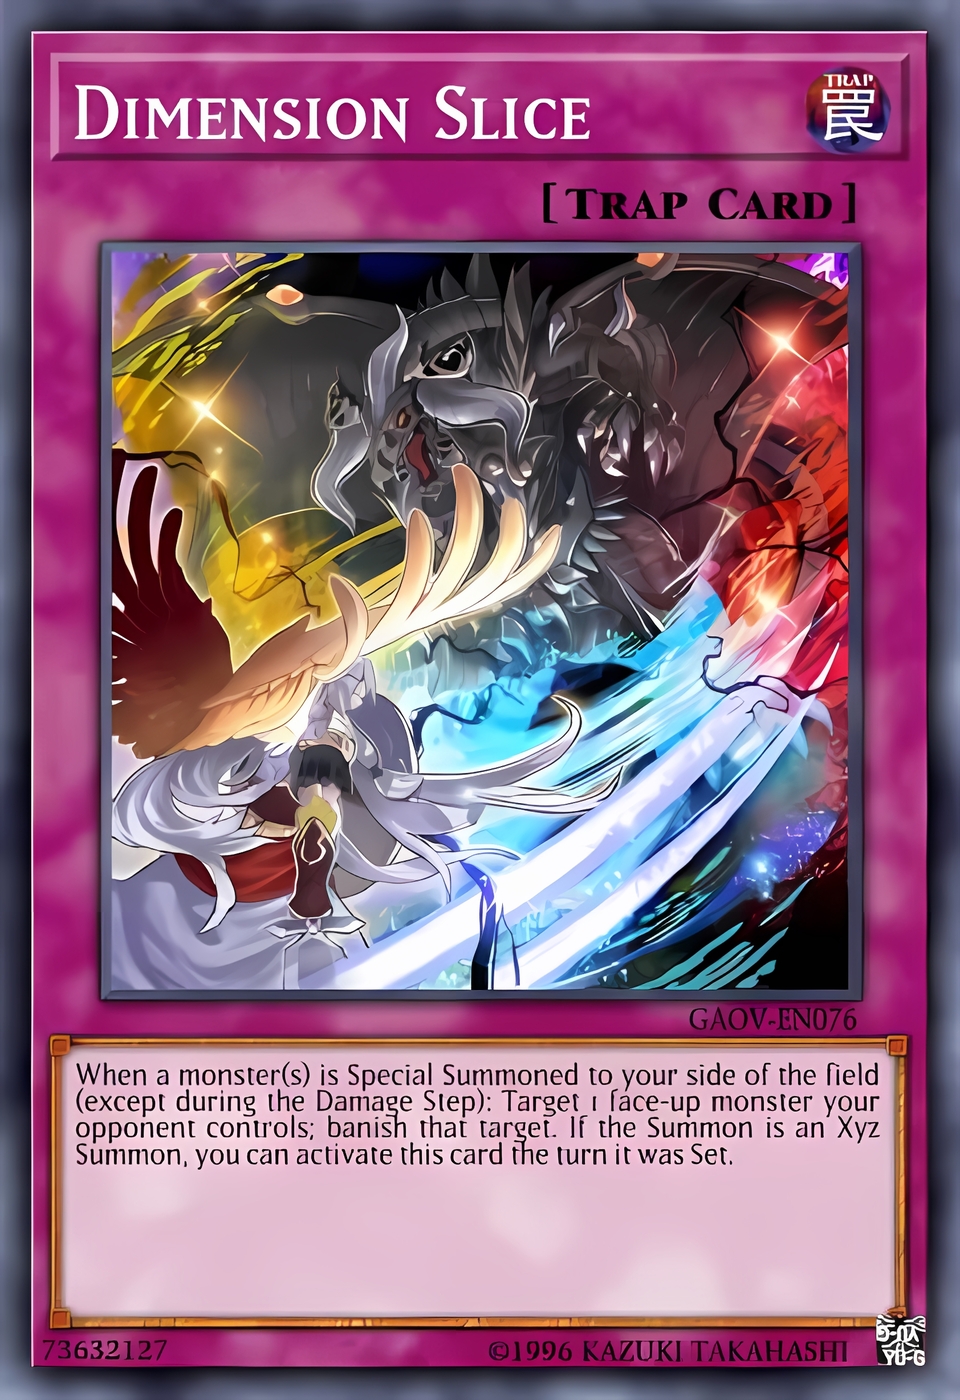 DIMENSION SLICE
TRAP
罠
[TRAP CARD]
GAOV-EN076
When a monster(s) is Special Summoned to your side of the field
(except during the Damage Step): Target 1 face-up monster your
opponent controls; banish that target. If the Summon is an Xyz
Summon, you can activate this card the turn it was Set.
73632127
©1996 KAZUKI TAKAHASHI